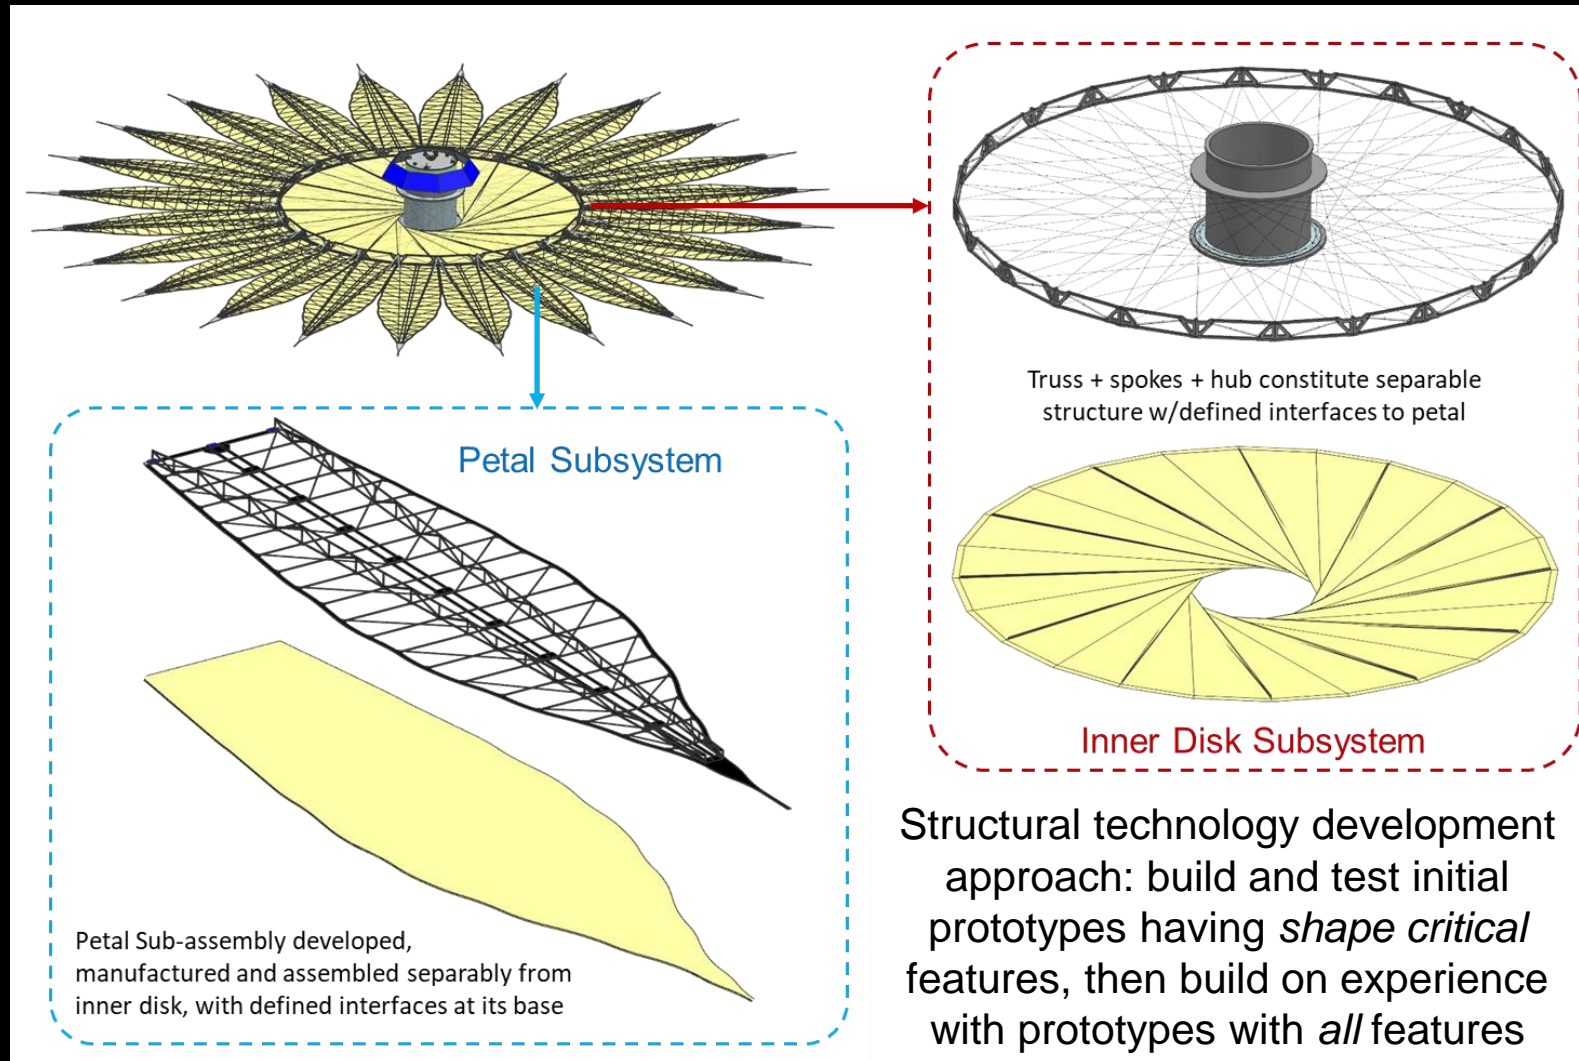 Truss + spokes + hub constitute separable
structure w/defined interfaces to petal
Petal Subsystem
Inner Disk Subsystem
Petal Sub-assembly developed,
manufactured and assembled separably from
inner disk, with defined interfaces at its base
Structural technology development
approach: build and test initial
prototypes having shape critical
features, then build on experience
with prototypes with all features